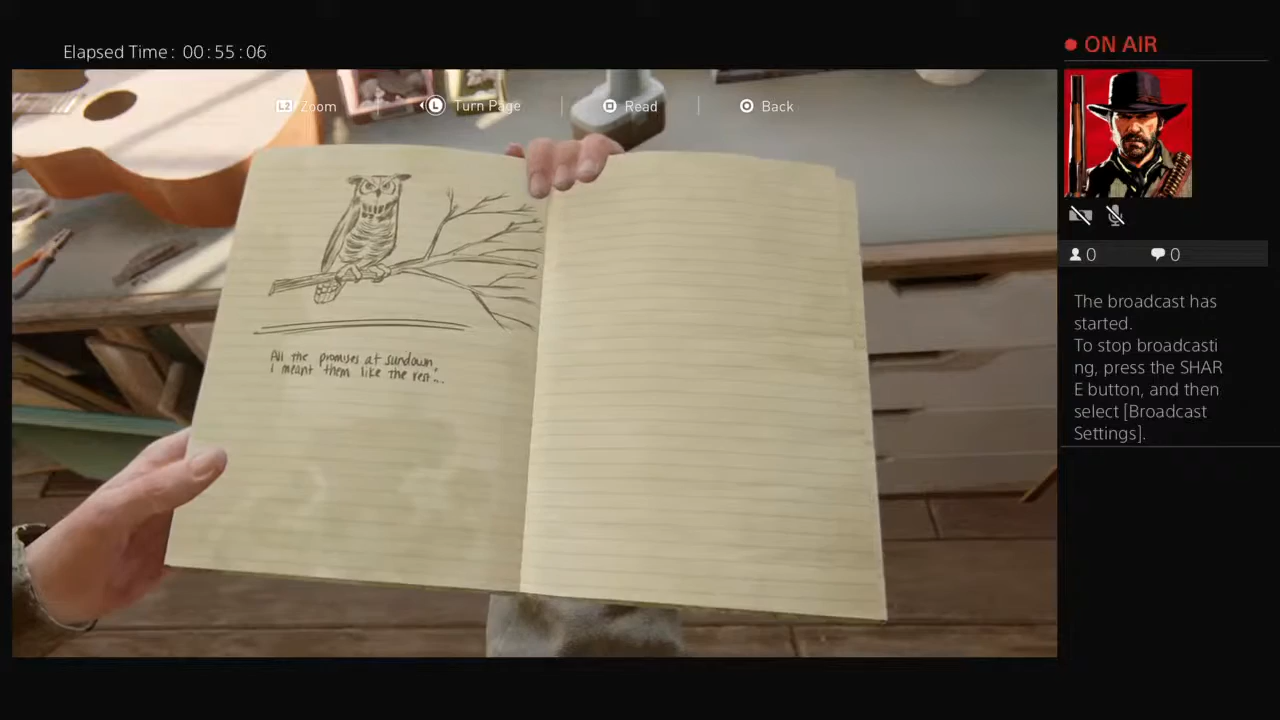 Elapsed Time: 00:55:06
ON AIR
L2 Zoom
L Turn Page
Read
Back
0
0
The broadcast has
started.
To stop broadcasti
ng, press the SHAR
E button, and then
select [Broadcast
Settings].
All the promises at sundown,
I meant them like the rest...